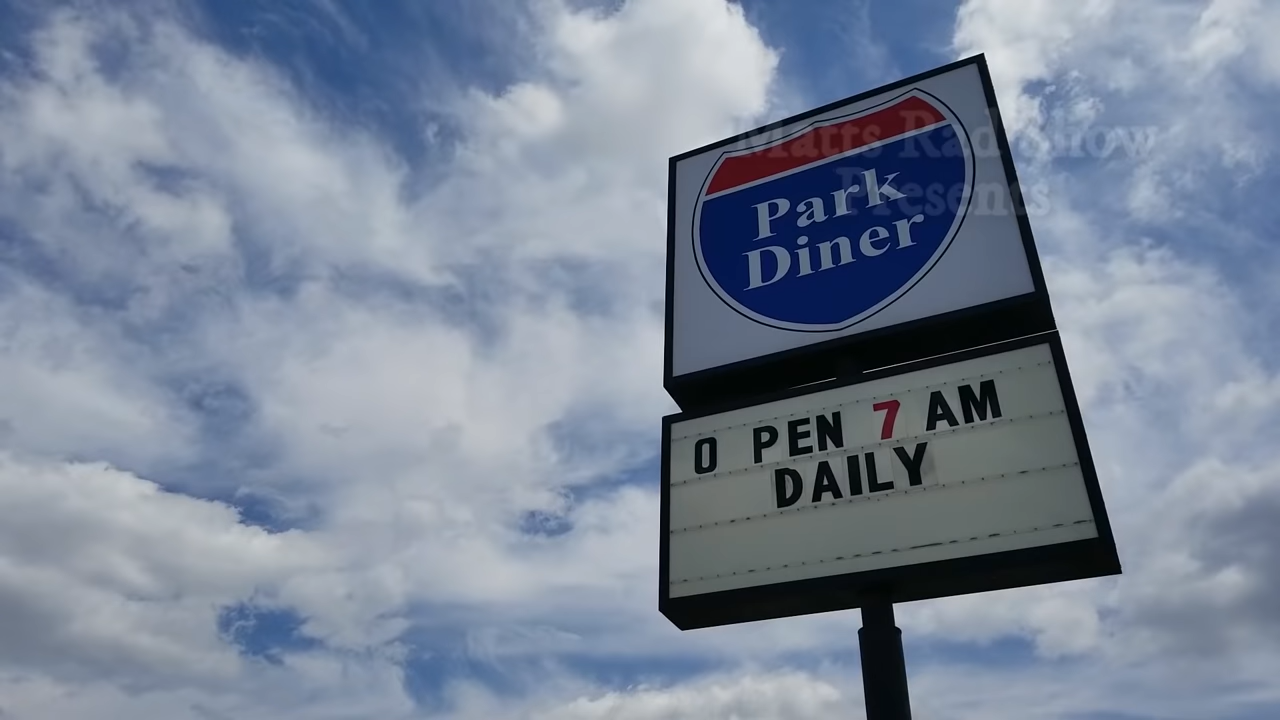 Matts Rad Show
Presents
Park
Diner
O PEN 7 AM
DAILY